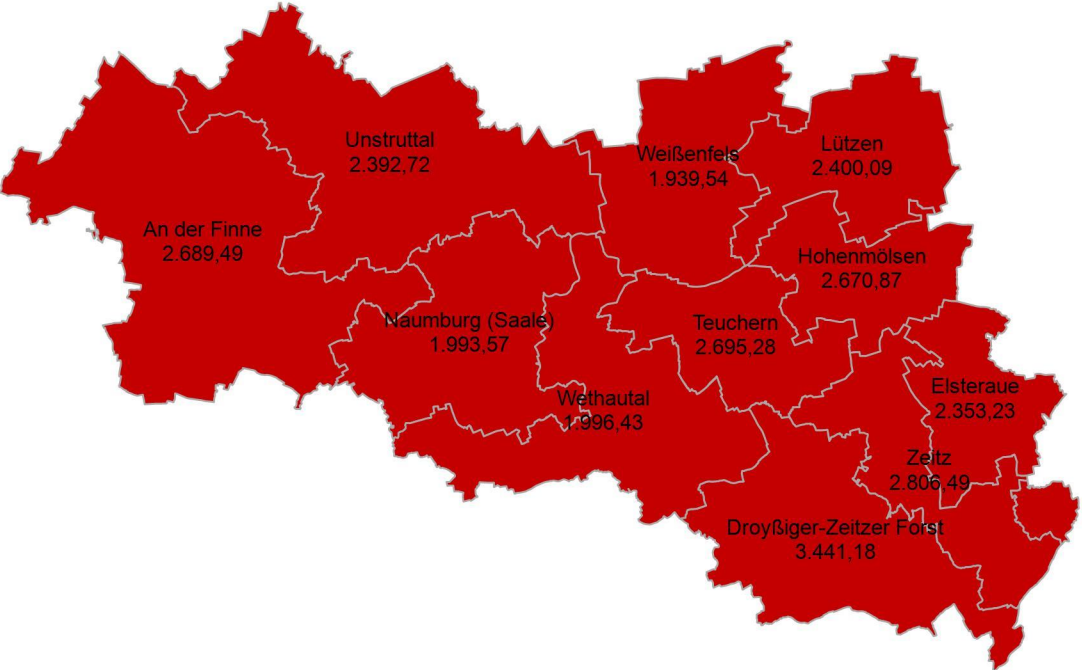 Unstruttal
2.392,72
Weißenfels
1.939,54
Lützen
2.400,09
An der Finne
2.689,49
Hohenmölsen
2.670,87
Naumburg (Saale)
1.993,57
Teuchern
2.695,28
Wethautal
1.996,43
Elsteraue
2.353,23
Zeitz
2.806,49
Droyßiger-Zeitzer Forst
3.441,18